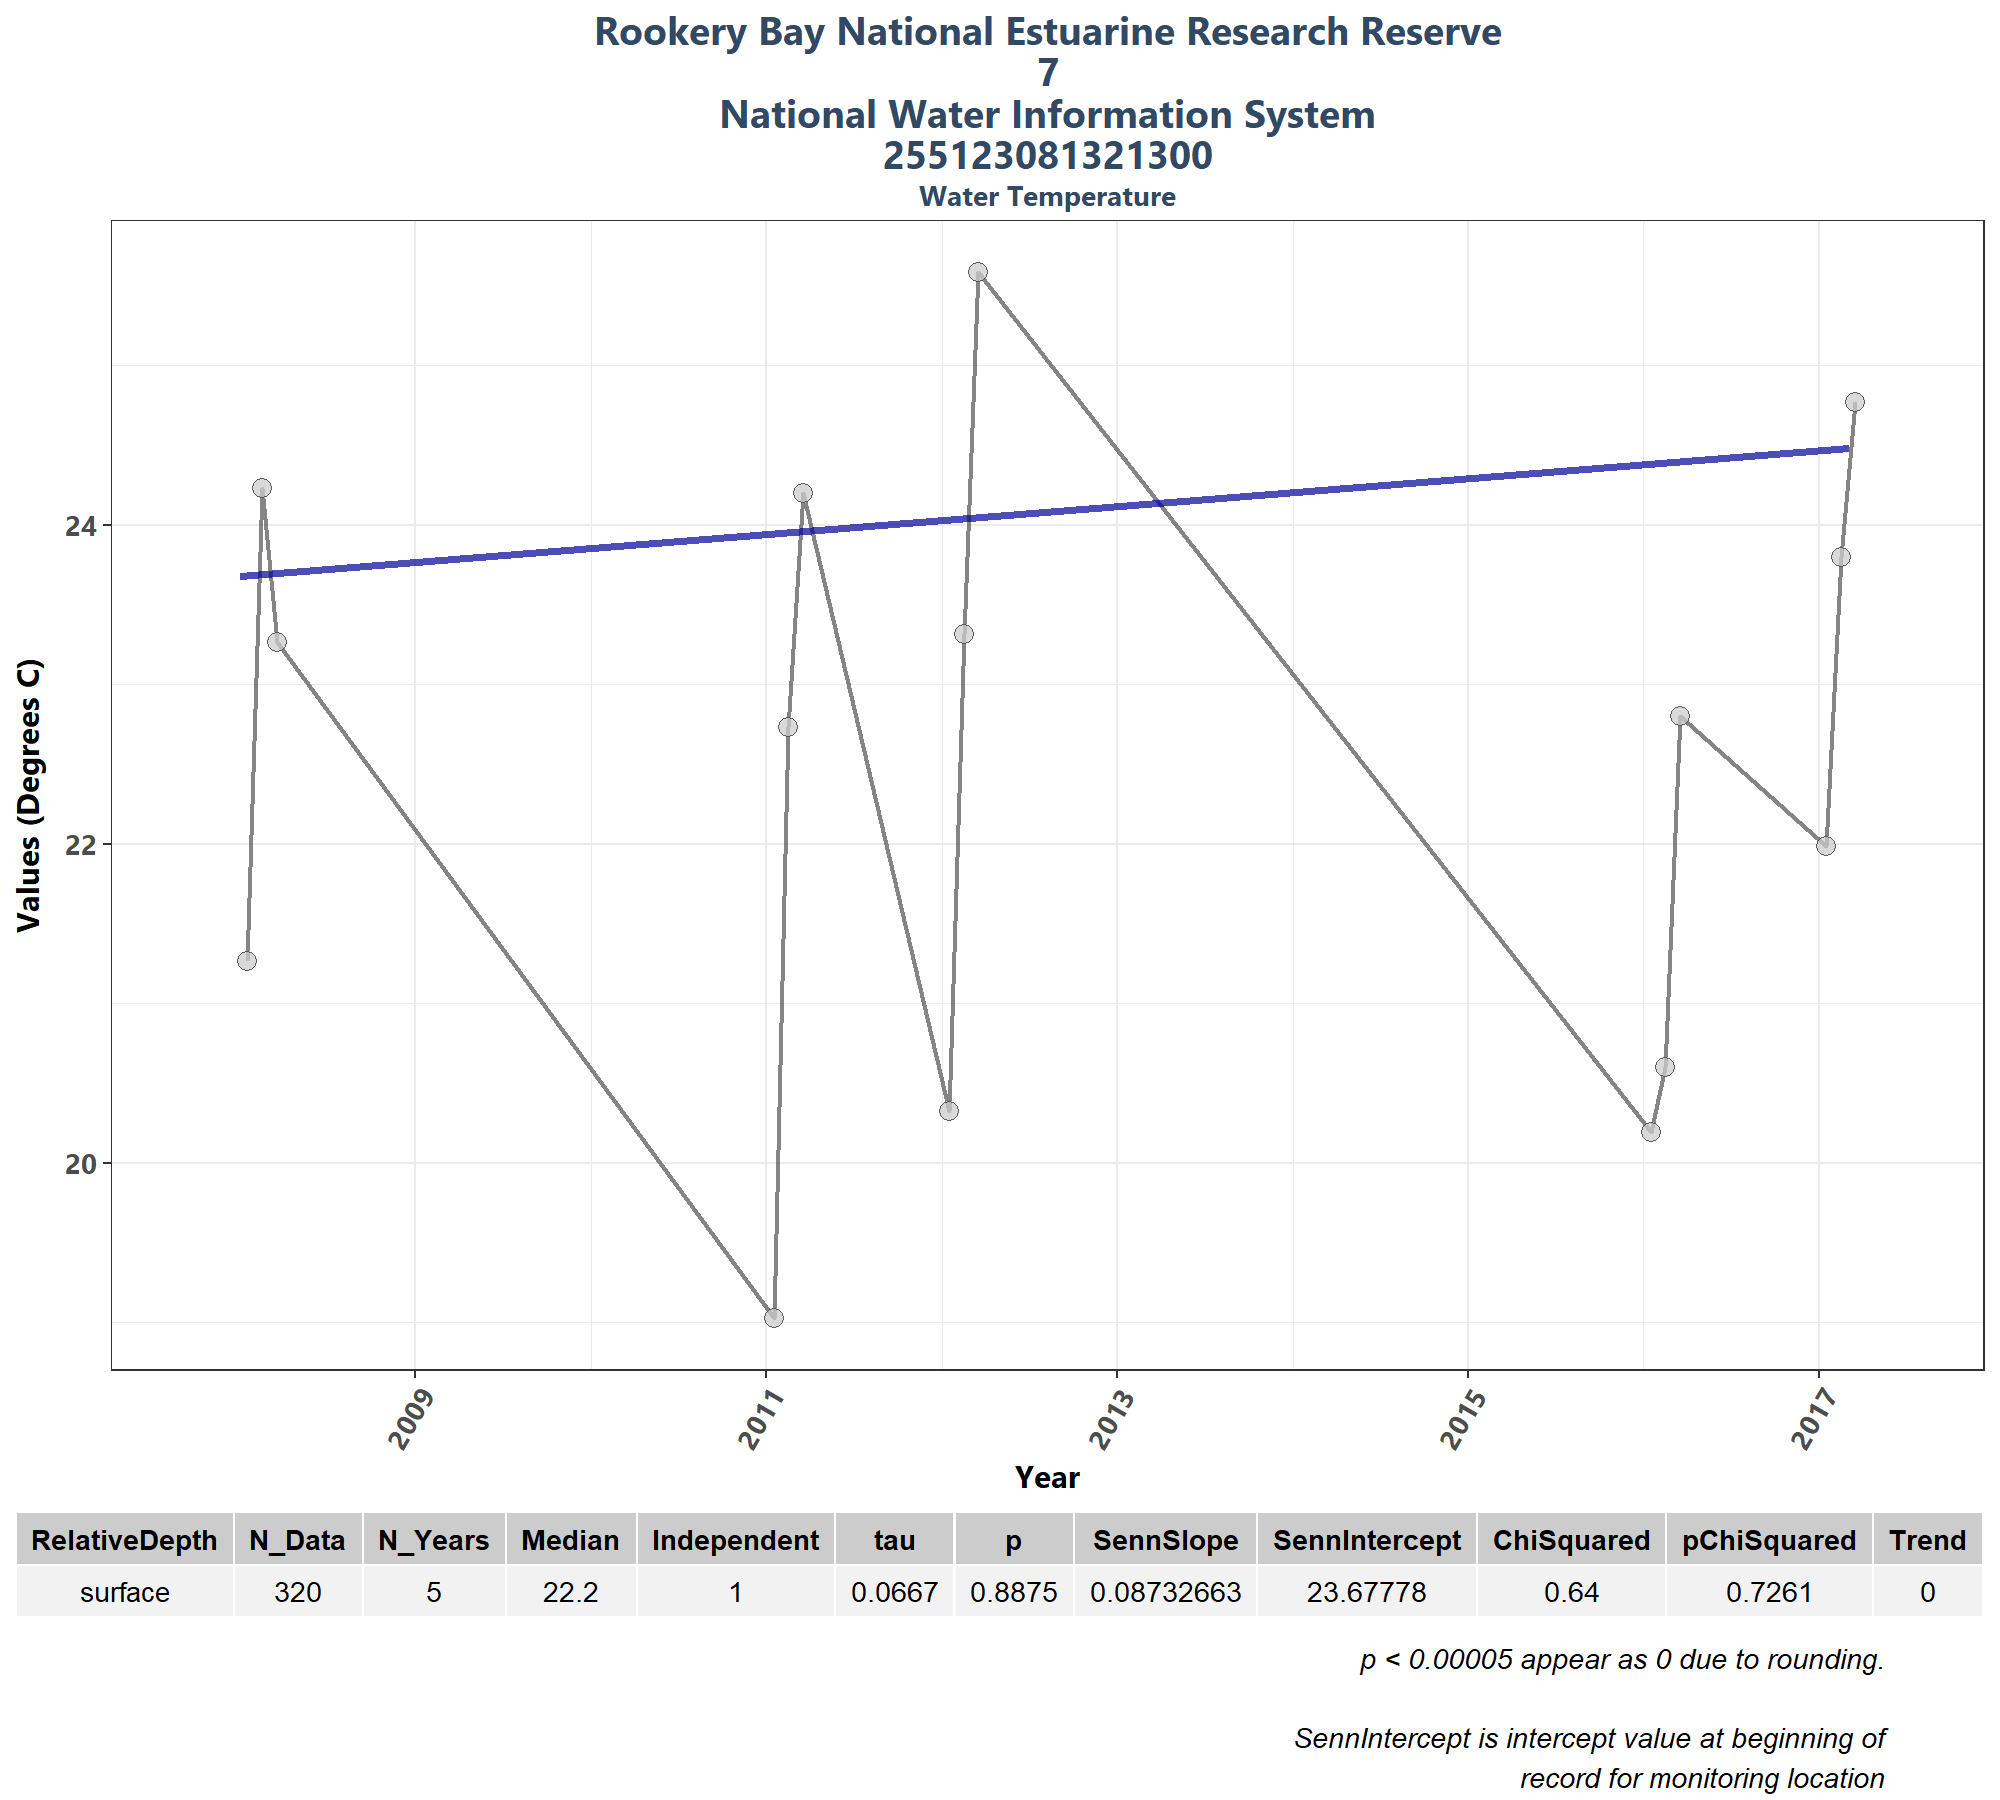 Rookery Bay National Estuarine Research Reserve
7
National Water Information System
255123081321300
Water Temperature
Values (Degrees C)
24
22
20
2009
2011
2013
2015
2017
Year
RelativeDepth N_Data N_Years Median Independent tau p SennSlope SennIntercept ChiSquared pChiSquared Trend
surface 320 5 22.2 1 0.0667 0.8875 0.08732663 23.67778 0.64 0.7261 0
p < 0.00005 appear as 0 due to rounding.
SennIntercept is intercept value at beginning of
record for monitoring location